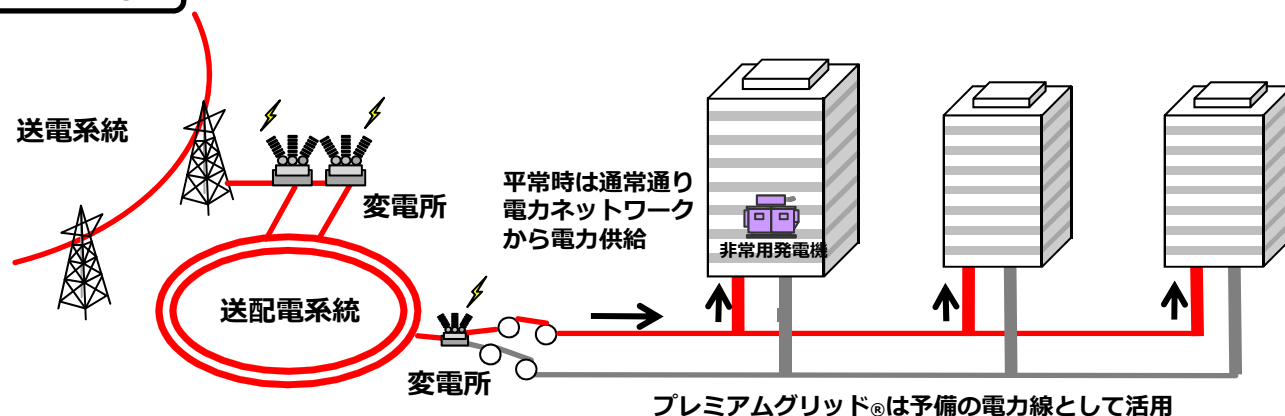 送電系統
変電所
平常時は通常通り
電力ネットワーク
から電力供給
非常用発電機
送配電系統
変電所
プレミアムグリッド®は予備の電力線として活用